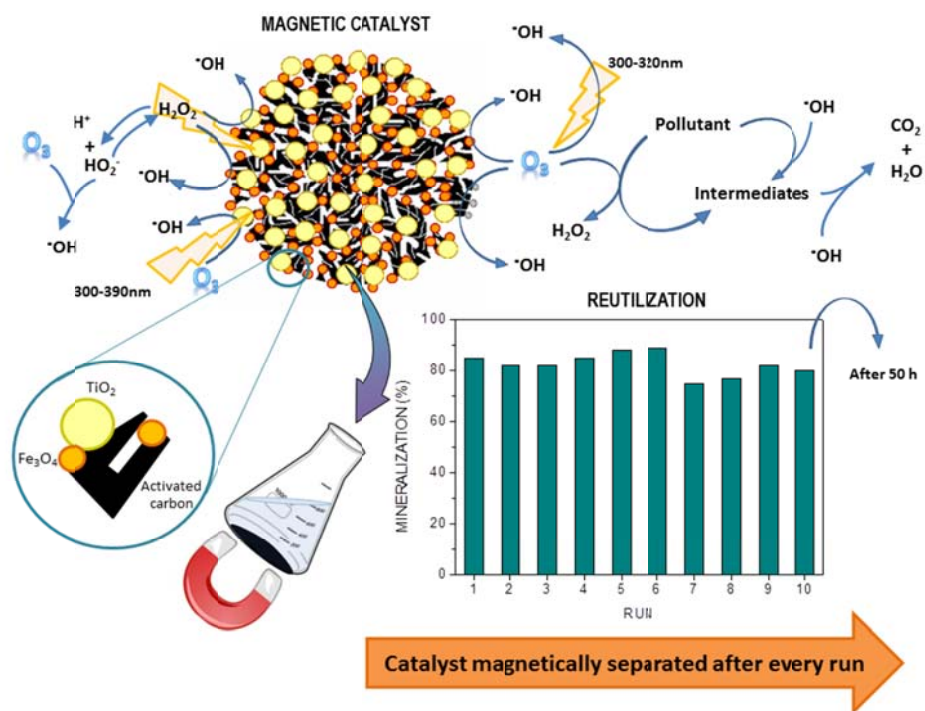 MAGNETIC CATALYST
•OH
300-320nm
•OH
•OH
H₂O₂
H⁺
+
HO₂⁻
O₃
•OH
•OH
•OH
O₃
300-390nm
O₃
Pollutant
•OH
CO₂
+
H₂O
Intermediates
H₂O₂
•OH
•OH
TiO₂
Fe₃O₄
Activated
carbon
REUTILIZATION
MINERALIZATION (%)
100
80
60
40
20
0
1 2 3 4 5 6 7 8 9 10
RUN
After 50 h
Catalyst magnetically separated after every run